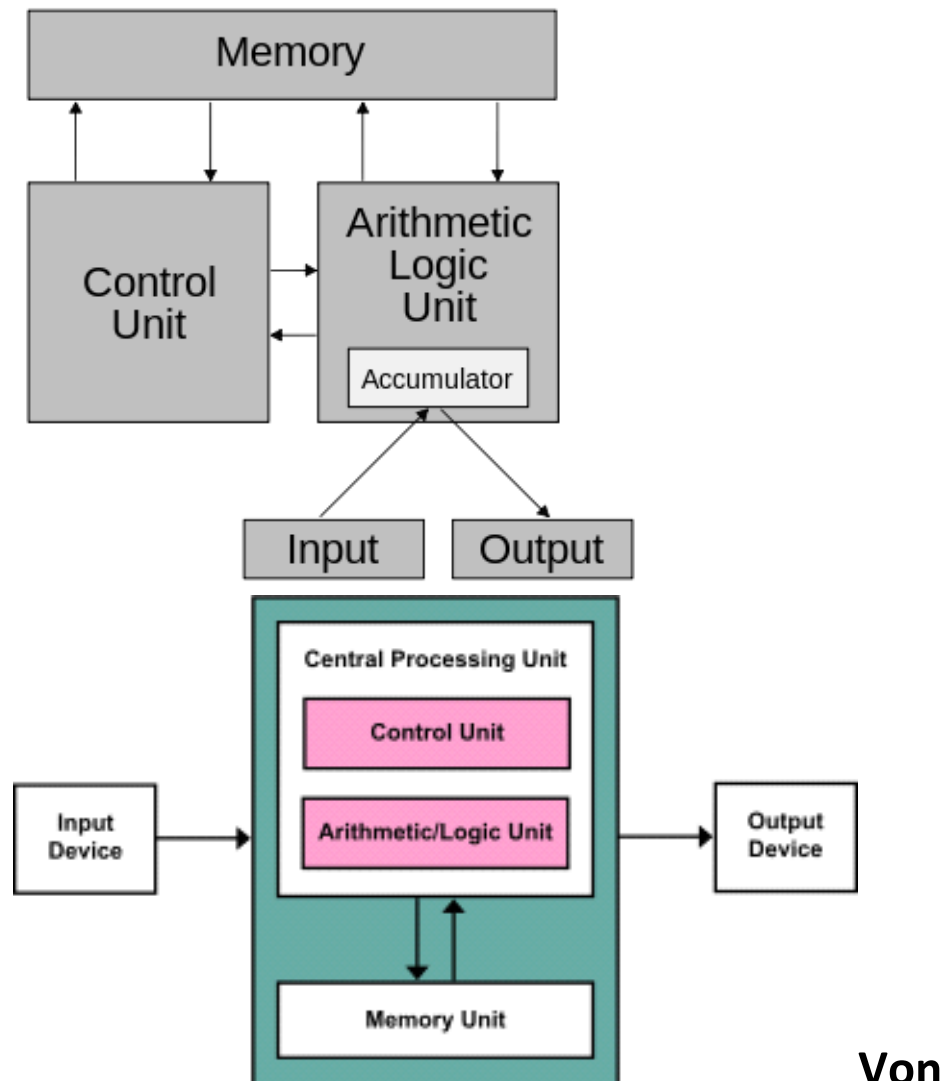 Memory
Control
Unit
Arithmetic
Logic
Unit
Accumulator
Input
Output
Central Processing Unit
Control Unit
Arithmetic/Logic Unit
Input
Device
Output
Device
Memory Unit
Von